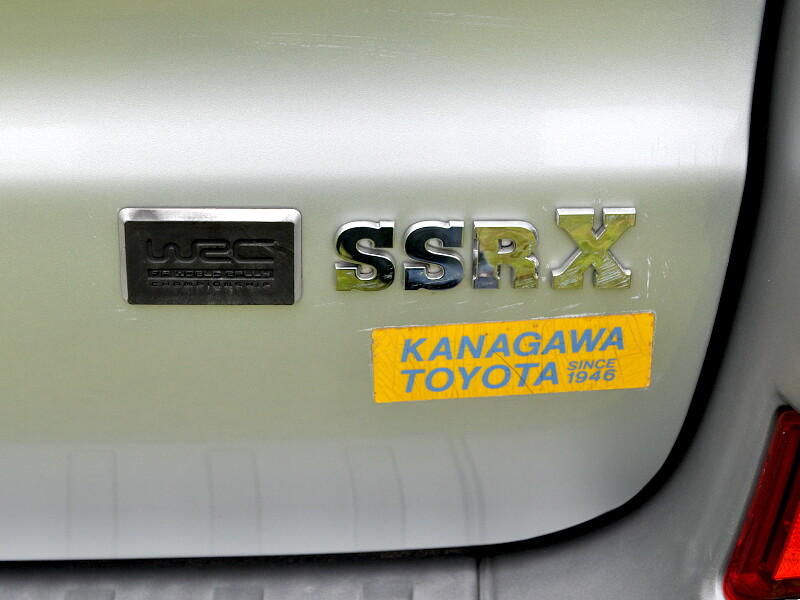 WRC
FIA WORLD RALLY
CHAMPIONSHIP
SSRX
KANAGAWA
TOYOTA SINCE 1946